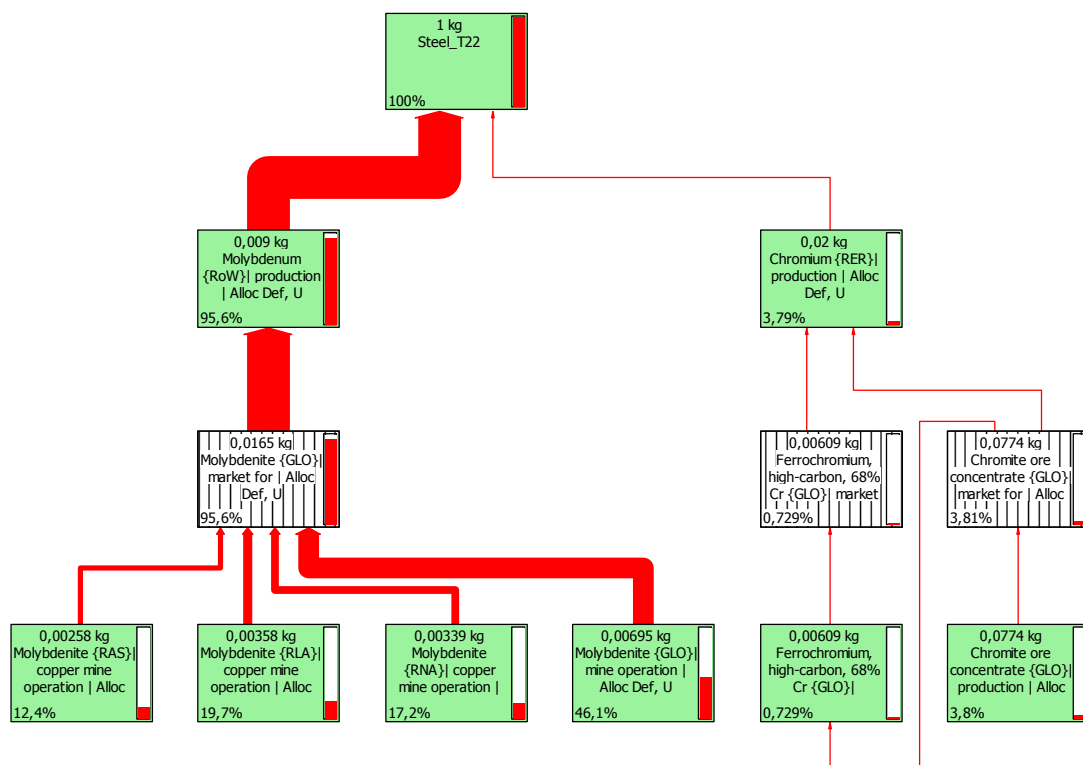 1 kg
Steel_T22
100%
0,009 kg
Molybdenum
{RoW}| production
| Alloc Def, U
95,6%
0,02 kg
Chromium {RER}|
production | Alloc
Def, U
3,79%
0,0165 kg
Molybdenite {GLO}|
market for | Alloc
Def, U
95,6%
0,00609 kg
Ferrochromium,
high-carbon, 68%
Cr {GLO}| market
0,729%
0,0774 kg
Chromite ore
concentrate {GLO}|
market for | Alloc
3,81%
0,00258 kg
Molybdenite {RAS}|
copper mine
operation | Alloc
12,4%
0,00358 kg
Molybdenite {RLA}|
copper mine
operation | Alloc
19,7%
0,00339 kg
Molybdenite
{RNA}| copper
mine operation |
17,2%
0,00695 kg
Molybdenite {GLO}|
mine operation |
Alloc Def, U
46,1%
0,00609 kg
Ferrochromium,
high-carbon, 68%
Cr {GLO}|
0,729%
0,0774 kg
Chromite ore
concentrate {GLO}|
production | Alloc
3,8%